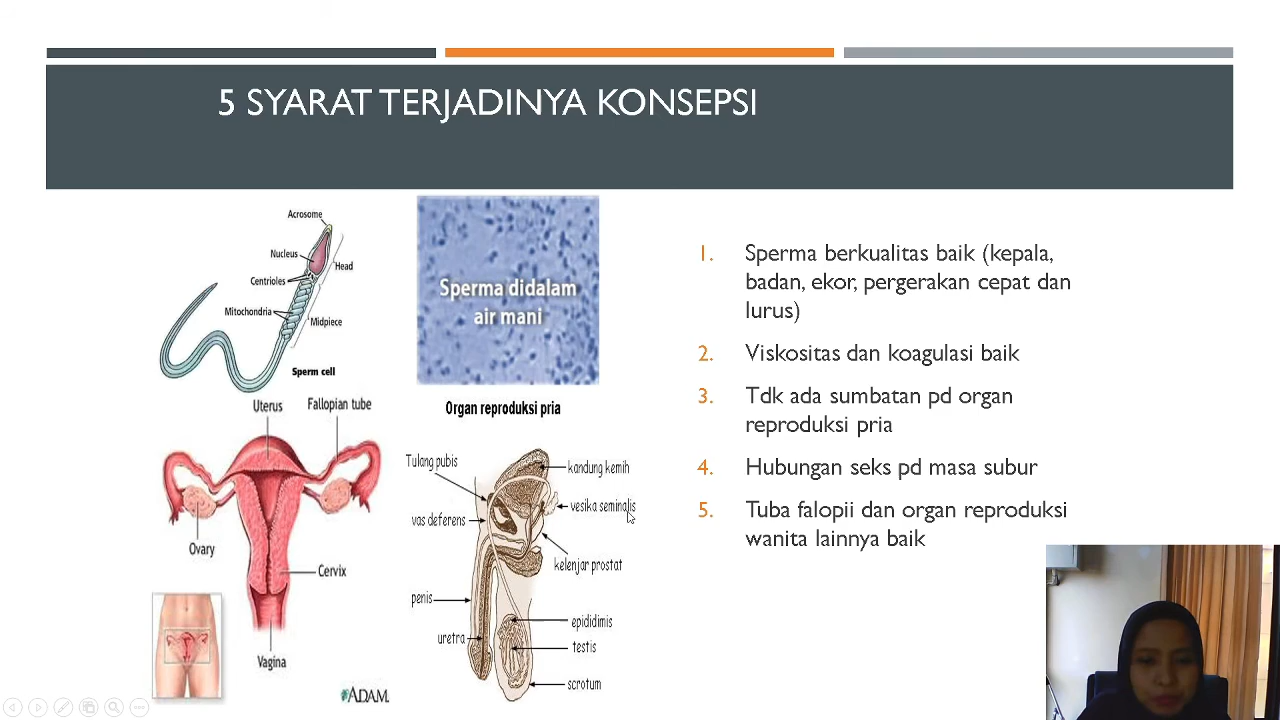 5 SYARAT TERJADINYA KONSEPSI
Acrosome
Nucleus
Head
Centrioles
Mitochondria
Midpiece
Sperm cell
Sperma didalam
air mani
Uterus
Fallopian tube
Ovary
Cervix
Vagina
ADAM.
Organ reproduksi pria
Tulang pubis
kandung kemih
vesika seminalis
vas deferens
kelenjar prostat
penis
epididimis
uretra
testis
scrotum
1. Sperma berkualitas baik (kepala,
badan, ekor, pergerakan cepat dan
lurus)
2. Viskositas dan koagulasi baik
3. Tdk ada sumbatan pd organ
reproduksi pria
4. Hubungan seks pd masa subur
5. Tuba falopii dan organ reproduksi
wanita lainnya baik